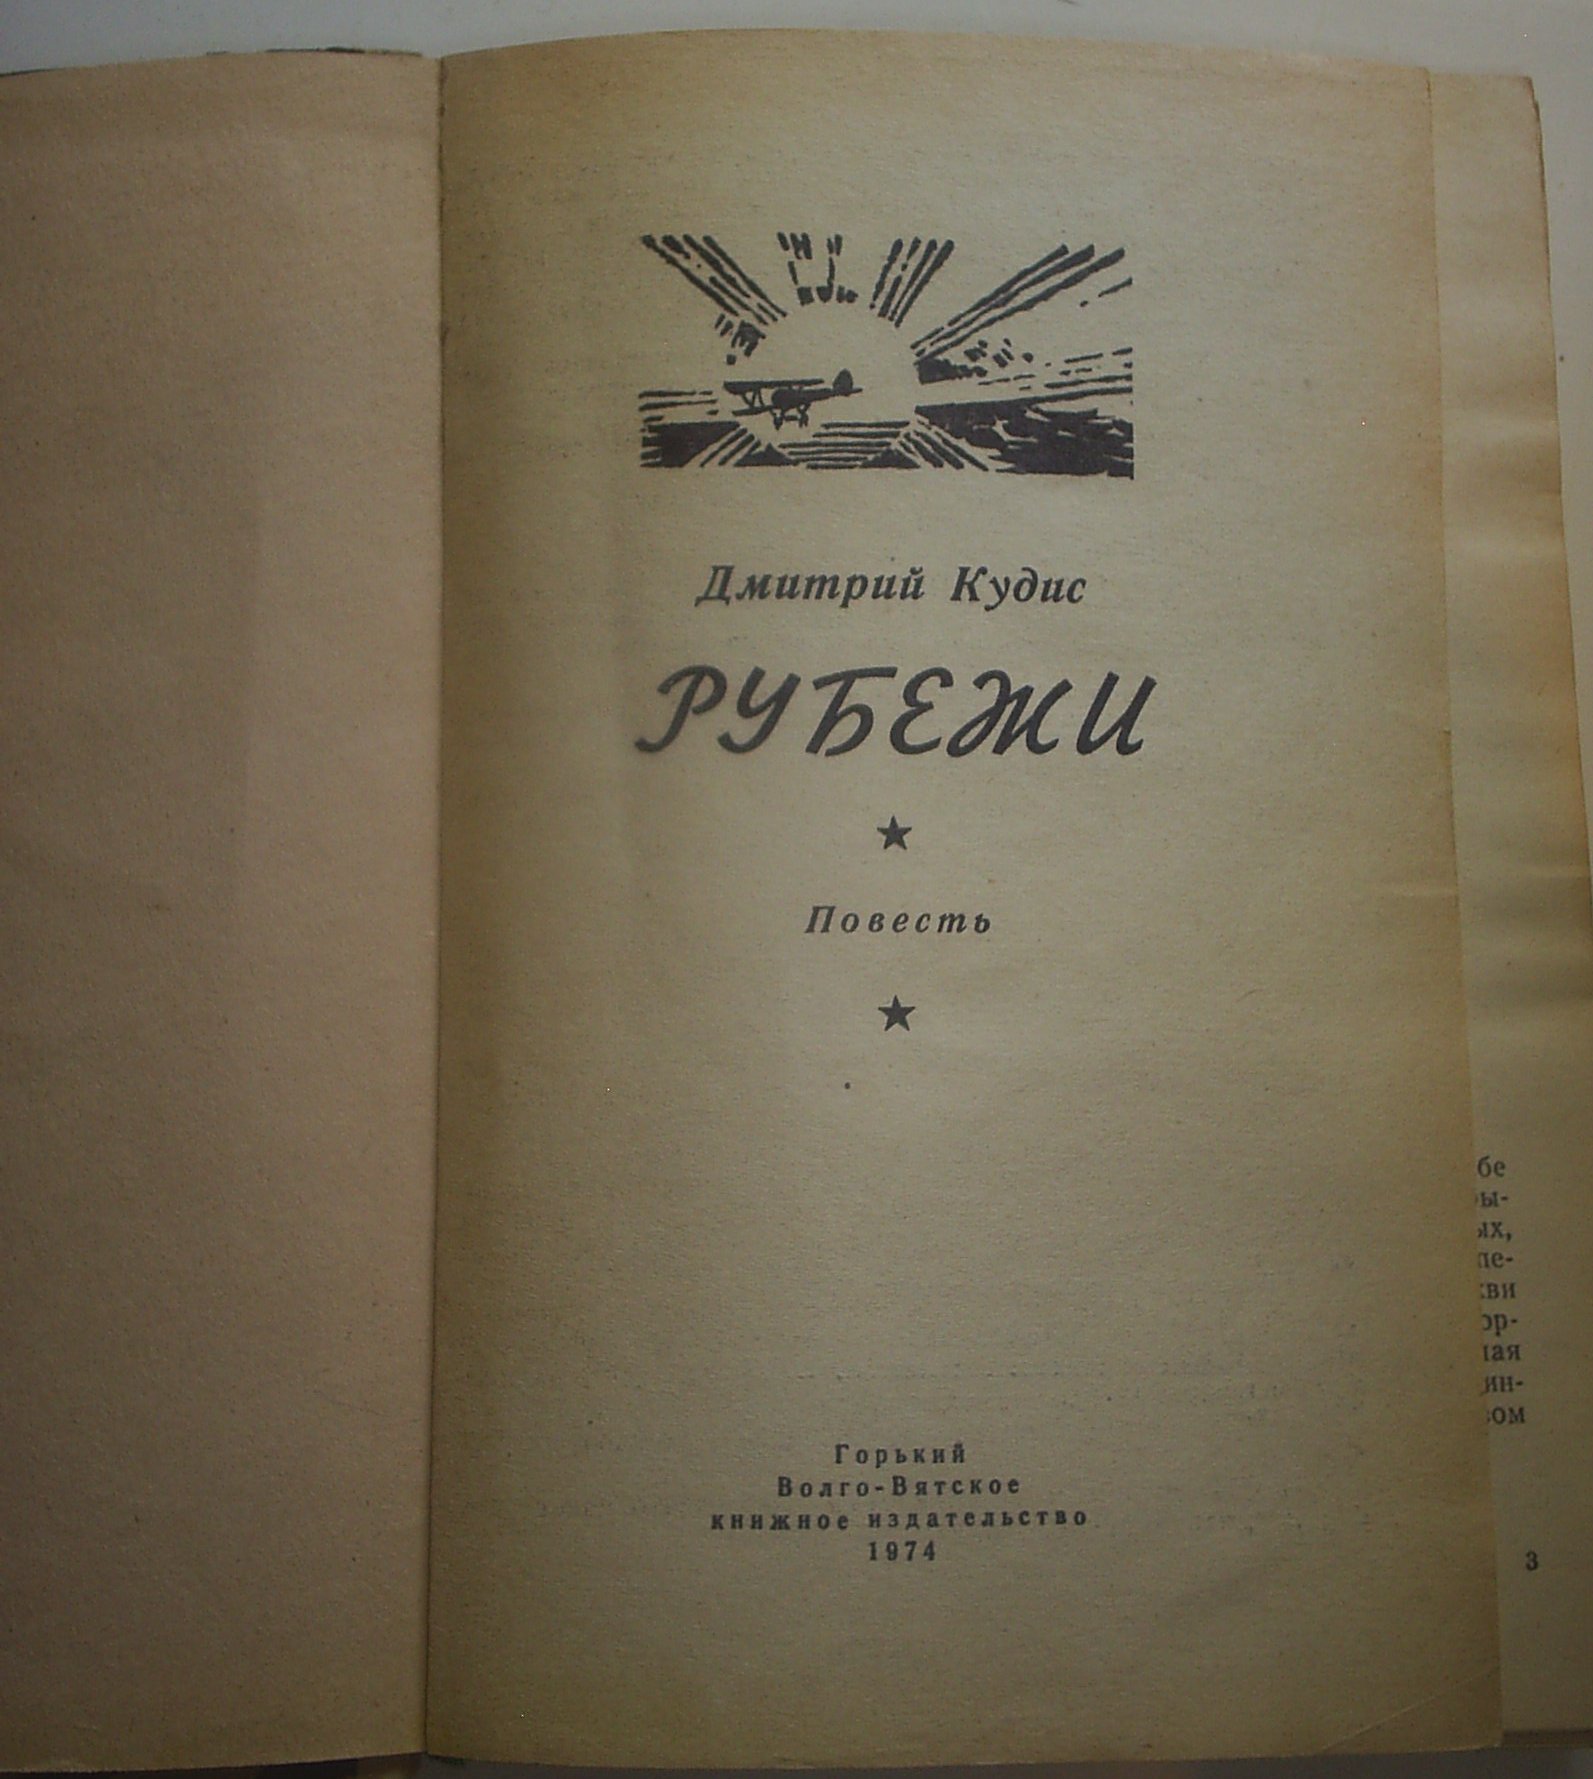 Дмитрий Кудис
РУБЕЖИ
Повесть
Горький
Волго-Вятское
книжное издательство
1974
3